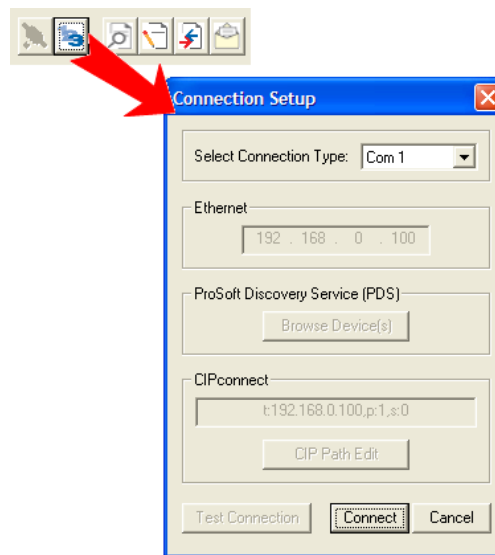 Connection Setup
Select Connection Type: Com 1
Ethernet
192 . 168 . 0 . 100
ProSoft Discovery Service (PDS)
Browse Device(s)
CIPconnect
t:192.168.0.100,p:1,s:0
CIP Path Edit
Test Connection Connect Cancel